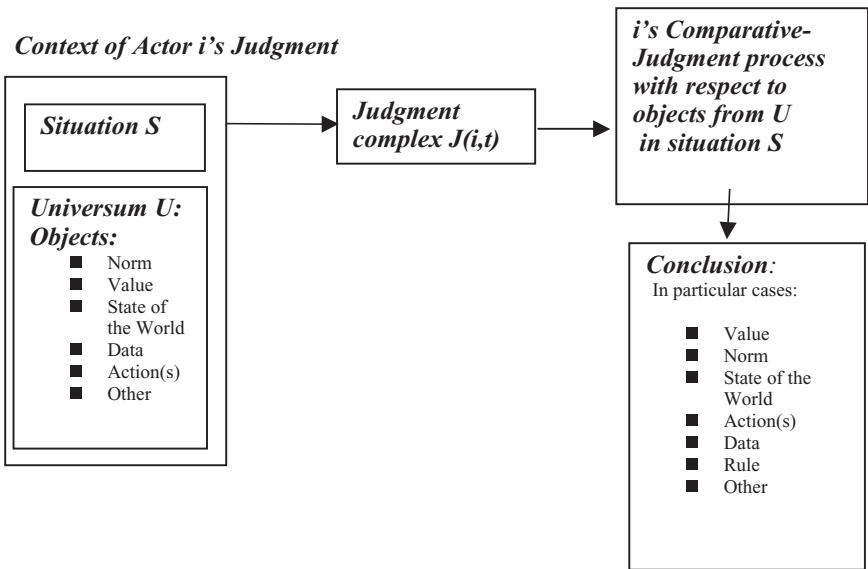 Context of Actor i's Judgment
Situation S
Universum U:
Objects:
■ Norm
■ Value
■ State of
the World
■ Data
■ Action(s)
■ Other
Judgment
complex J(i,t)
i's Comparative-
Judgment process
with respect to
objects from U
in situation S
Conclusion:
In particular cases:
■ Value
■ Norm
■ State of the
World
■ Action(s)
■ Data
■ Rule
■ Other